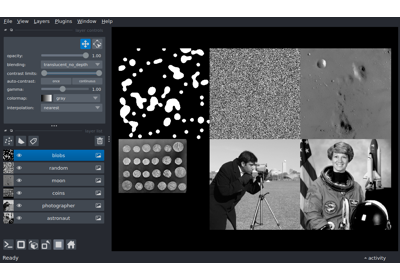 File View Layers Plugins Window Help
opacity: 1.00
blending: translucent_no_depth
contrast limits:
auto-contrast: once continuous
gamma: 1.00
colormap: gray
interpolation: nearest
blobs
random
moon
coins
photographer
astronaut
Ready
activity